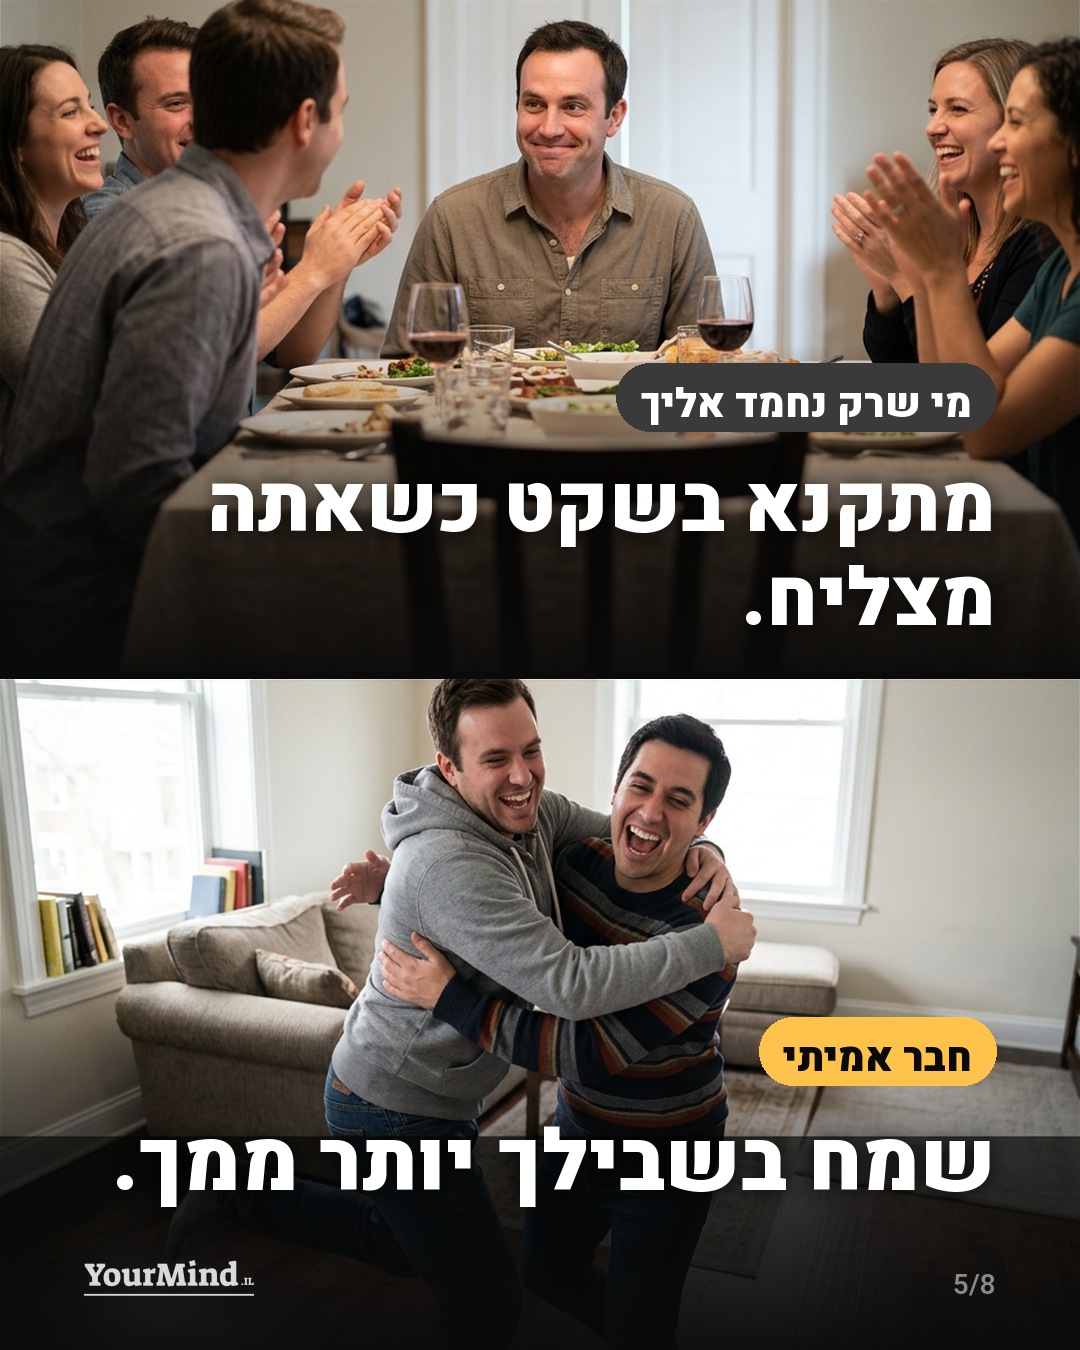 מי שרק נחמד אליך
מתקנא בשקט כשאתה
מצליח.
חבר אמיתי
שמח בשבילך יותר ממך.
YourMind.IL
5/8